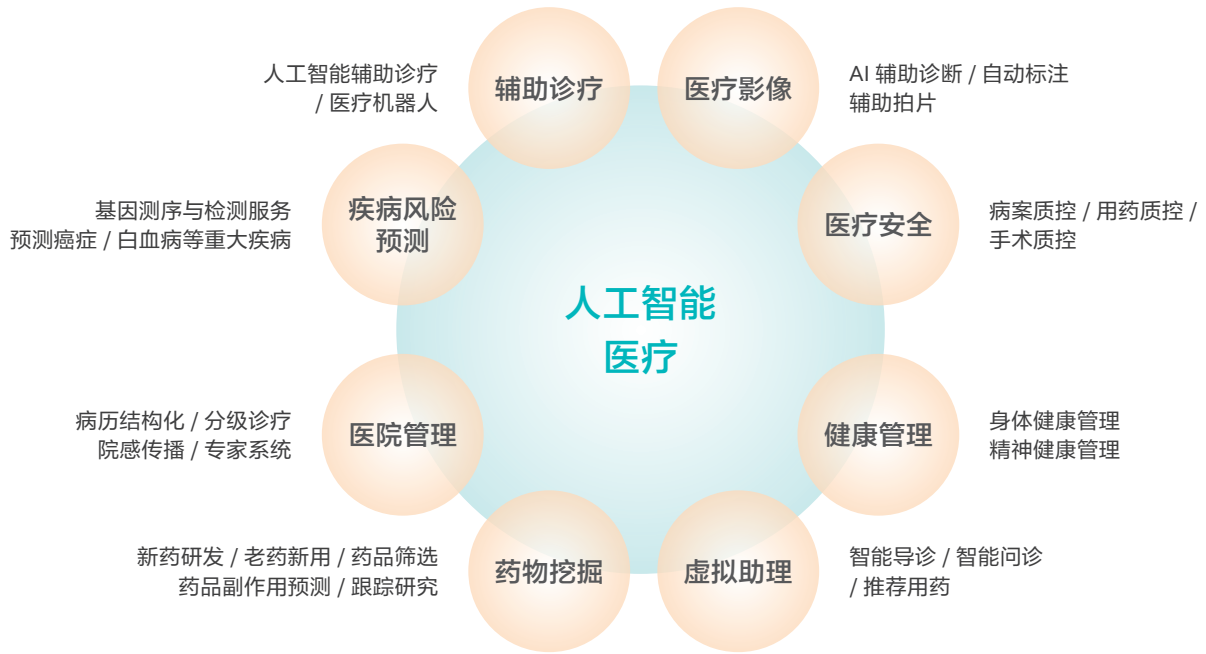 人工智能辅助诊疗
/ 医疗机器人
辅助诊疗
医疗影像
AI 辅助诊断 / 自动标注
辅助拍片
基因测序与检测服务
预测癌症 / 白血病等重大疾病
疾病风险
预测
医疗安全
病案质控 / 用药质控 /
手术质控
人工智能
医疗
病历结构化 / 分级诊疗
院感传播 / 专家系统
医院管理
健康管理
身体健康管理
精神健康管理
新药研发 / 老药新用 / 药品筛选
药品副作用预测 / 跟踪研究
药物挖掘
虚拟助理
智能导诊 / 智能问诊
/ 推荐用药